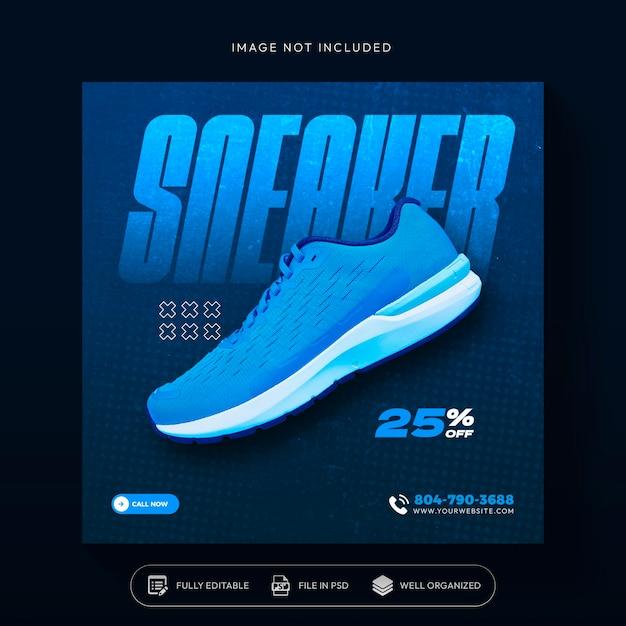 IMAGE NOT INCLUDED
SNEAKER
25% OFF
CALL NOW
804-790-3688
WWW.YOURWEBSITE.COM
FULLY EDITABLE
PSD
FILE IN PSD
WELL ORGANIZED